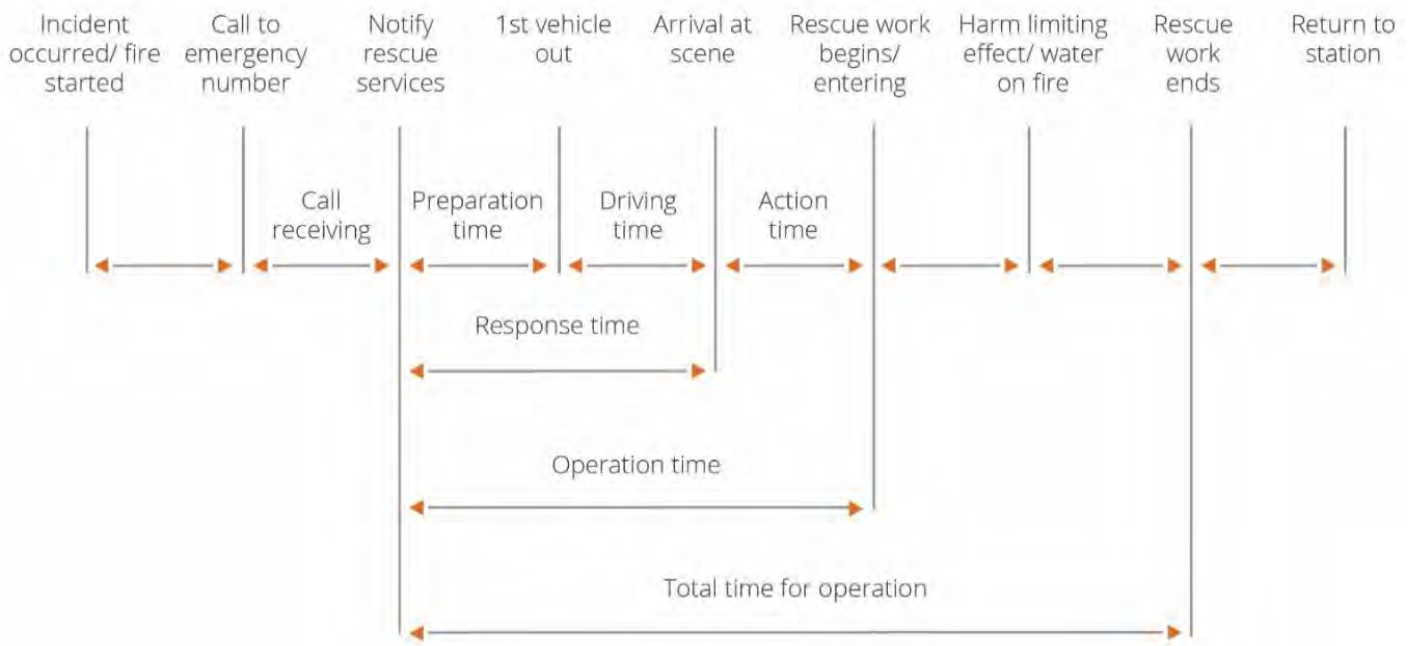 Incident
occurred/ fire
started
Call to
emergency
number
Notify
rescue
services
1st vehicle
out
Arrival at
scene
Rescue work
begins/
entering
Harm limiting
effect/ water
on fire
Rescue
work
ends
Return to
station
Call
receiving
Preparation
time
Driving
time
Action
time
Response time
Operation time
Total time for operation